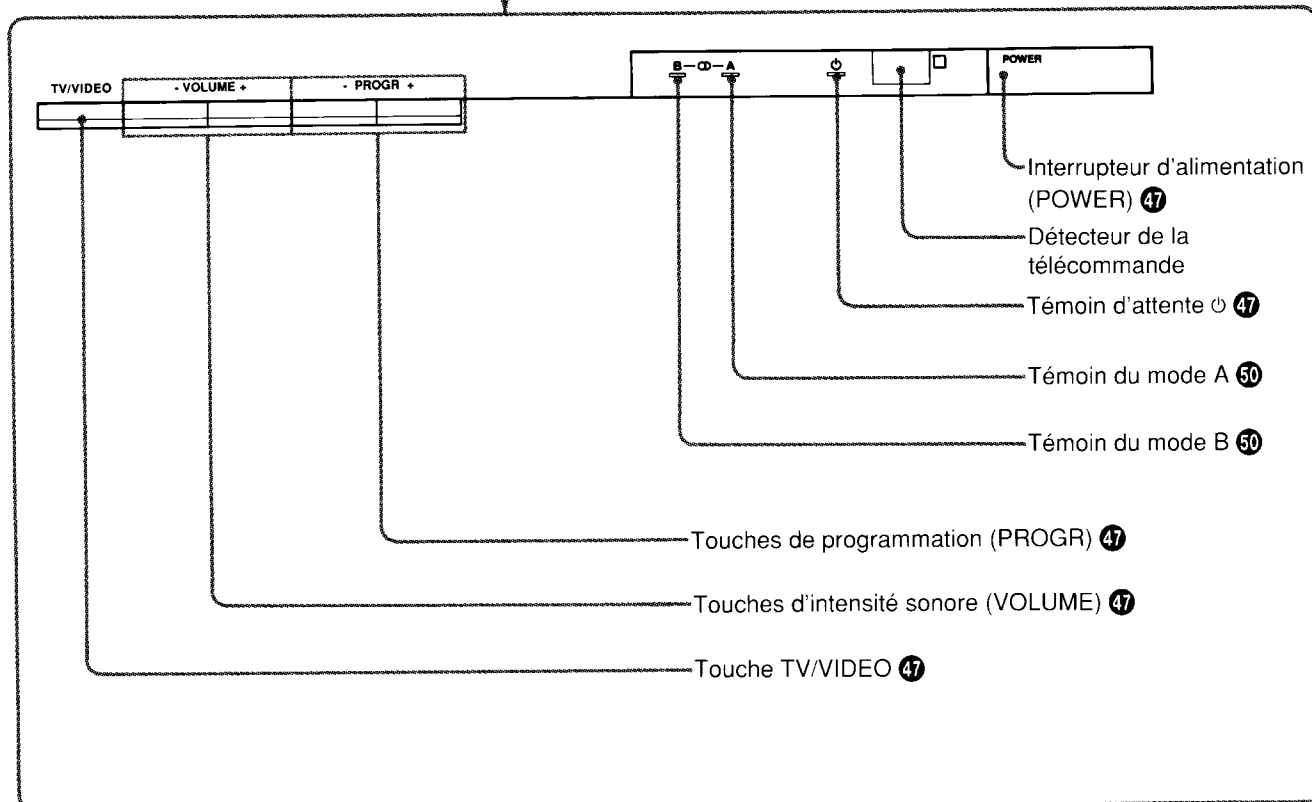 TV/VIDEO
- VOLUME +
- PROGR +
B
A
POWER
Interrupteur d'alimentation
(POWER) 47
Détecteur de la
télécommande
Témoin d'attente ⏻ 47
Témoin du mode A 50
Témoin du mode B 50
Touches de programmation (PROGR) 47
Touches d'intensité sonore (VOLUME) 47
Touche TV/VIDEO 47